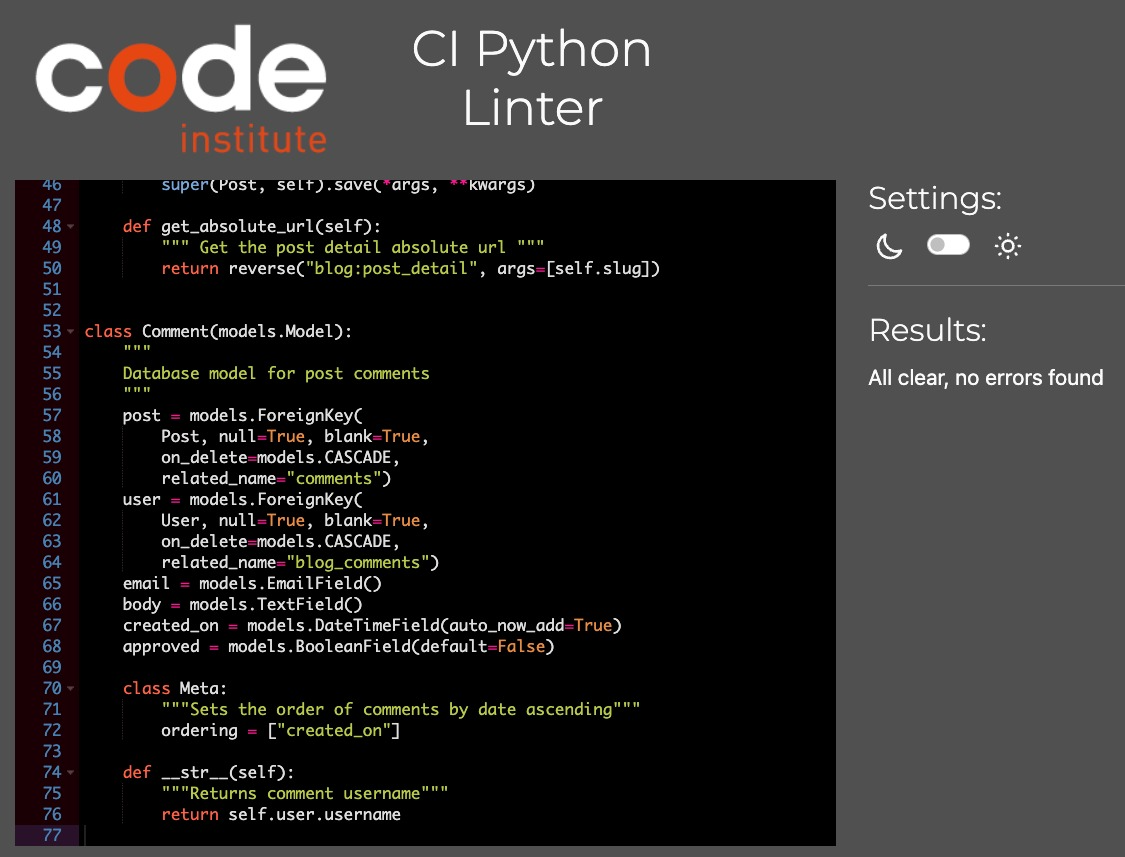 code
institute
CI Python
Linter
46 super(Post, self).save(*args, **kwargs)
47
48 def get_absolute_url(self):
49 """ Get the post detail absolute url """
50 return reverse("blog:post_detail", args=[self.slug])
51
52
53 class Comment(models.Model):
54 """
55 Database model for post comments
56 """
57 post = models.ForeignKey(
58 Post, null=True, blank=True,
59 on_delete=models.CASCADE,
60 related_name="comments")
61 user = models.ForeignKey(
62 User, null=True, blank=True,
63 on_delete=models.CASCADE,
64 related_name="blog_comments")
65 email = models.EmailField()
66 body = models.TextField()
67 created_on = models.DateTimeField(auto_now_add=True)
68 approved = models.BooleanField(default=False)
69
70 class Meta:
71 """Sets the order of comments by date ascending"""
72 ordering = ["created_on"]
73
74 def __str__(self):
75 """Returns comment username"""
76 return self.user.username
77
Settings:
Results:
All clear, no errors found